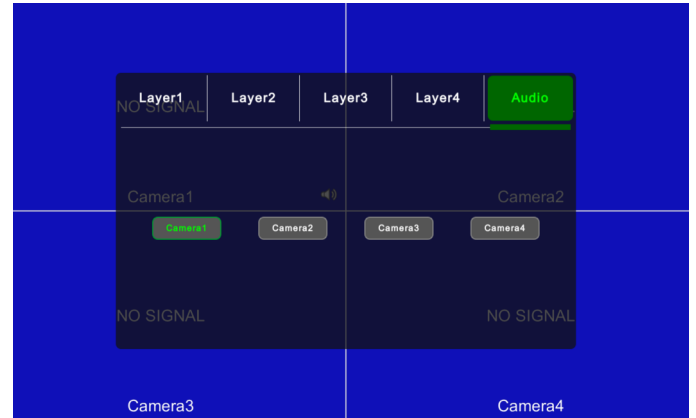 Layer1 Layer2 Layer3 Layer4 Audio
NO SIGNAL
Camera1 Camera2
Camera1 Camera2 Camera3 Camera4
NO SIGNAL NO SIGNAL
Camera3 Camera4